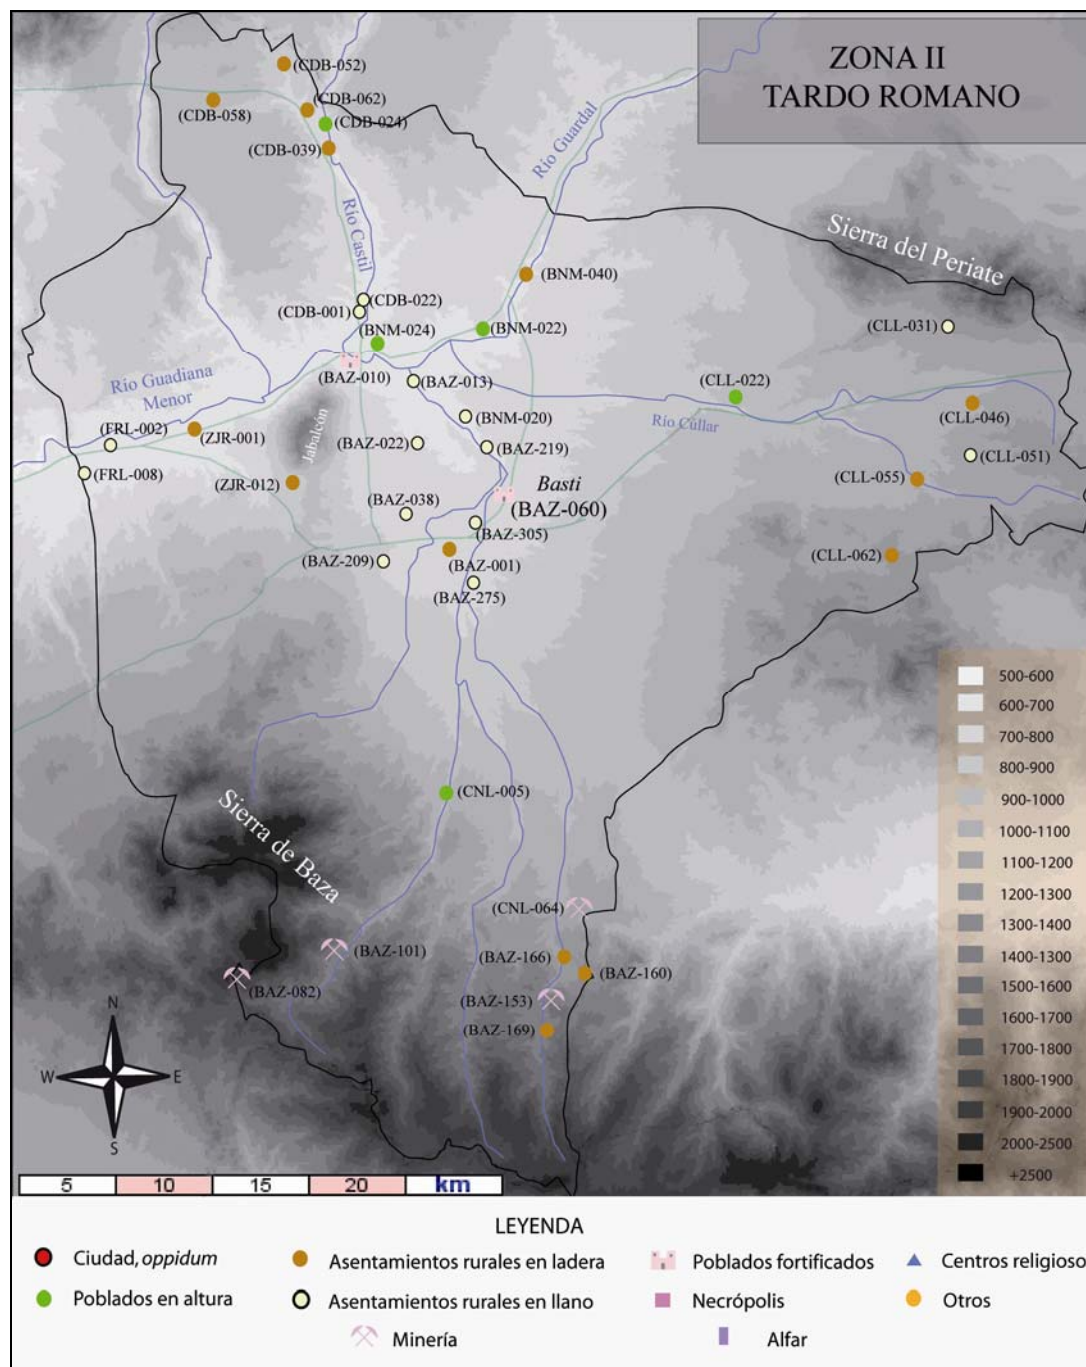 ZONA II
TARDO ROMANO
(CDB-052)
(CDB-058)
(CDB-062)
(CDB-024)
(CDB-039)
Río Guardal
Río Castil
Sierra del Periate
(BNM-040)
(CDB-022)
(CDB-001)
(BNM-024)
(BNM-022)
(CLL-031)
(BAZ-010)
(BAZ-013)
Río Guadiana
Menor
(CLL-022)
(CLL-046)
(BNM-020)
Río Cúllar
(FRL-002)
(ZJR-001)
Jabalcón
(BAZ-022)
(BAZ-219)
(CLL-051)
(FRL-008)
(ZJR-012)
Basti
(BAZ-060)
(CLL-055)
(BAZ-038)
(BAZ-305)
(BAZ-209)
(BAZ-001)
(CLL-062)
(BAZ-275)
500-600
600-700
700-800
800-900
900-1000
1000-1100
1100-1200
1200-1300
1300-1400
1400-1300
1500-1600
1600-1700
1700-1800
1800-1900
1900-2000
2000-2500
+2500
(CNL-005)
Sierra de Baza
(CNL-064)
(BAZ-101)
(BAZ-166)
(BAZ-160)
(BAZ-082)
(BAZ-153)
(BAZ-169)
N
W
E
S
5 10 15 20 km
LEYENDA
Ciudad, oppidum
Asentamientos rurales en ladera
Poblados fortificados
Centros religioso
Poblados en altura
Asentamientos rurales en llano
Necrópolis
Otros
Minería
Alfar